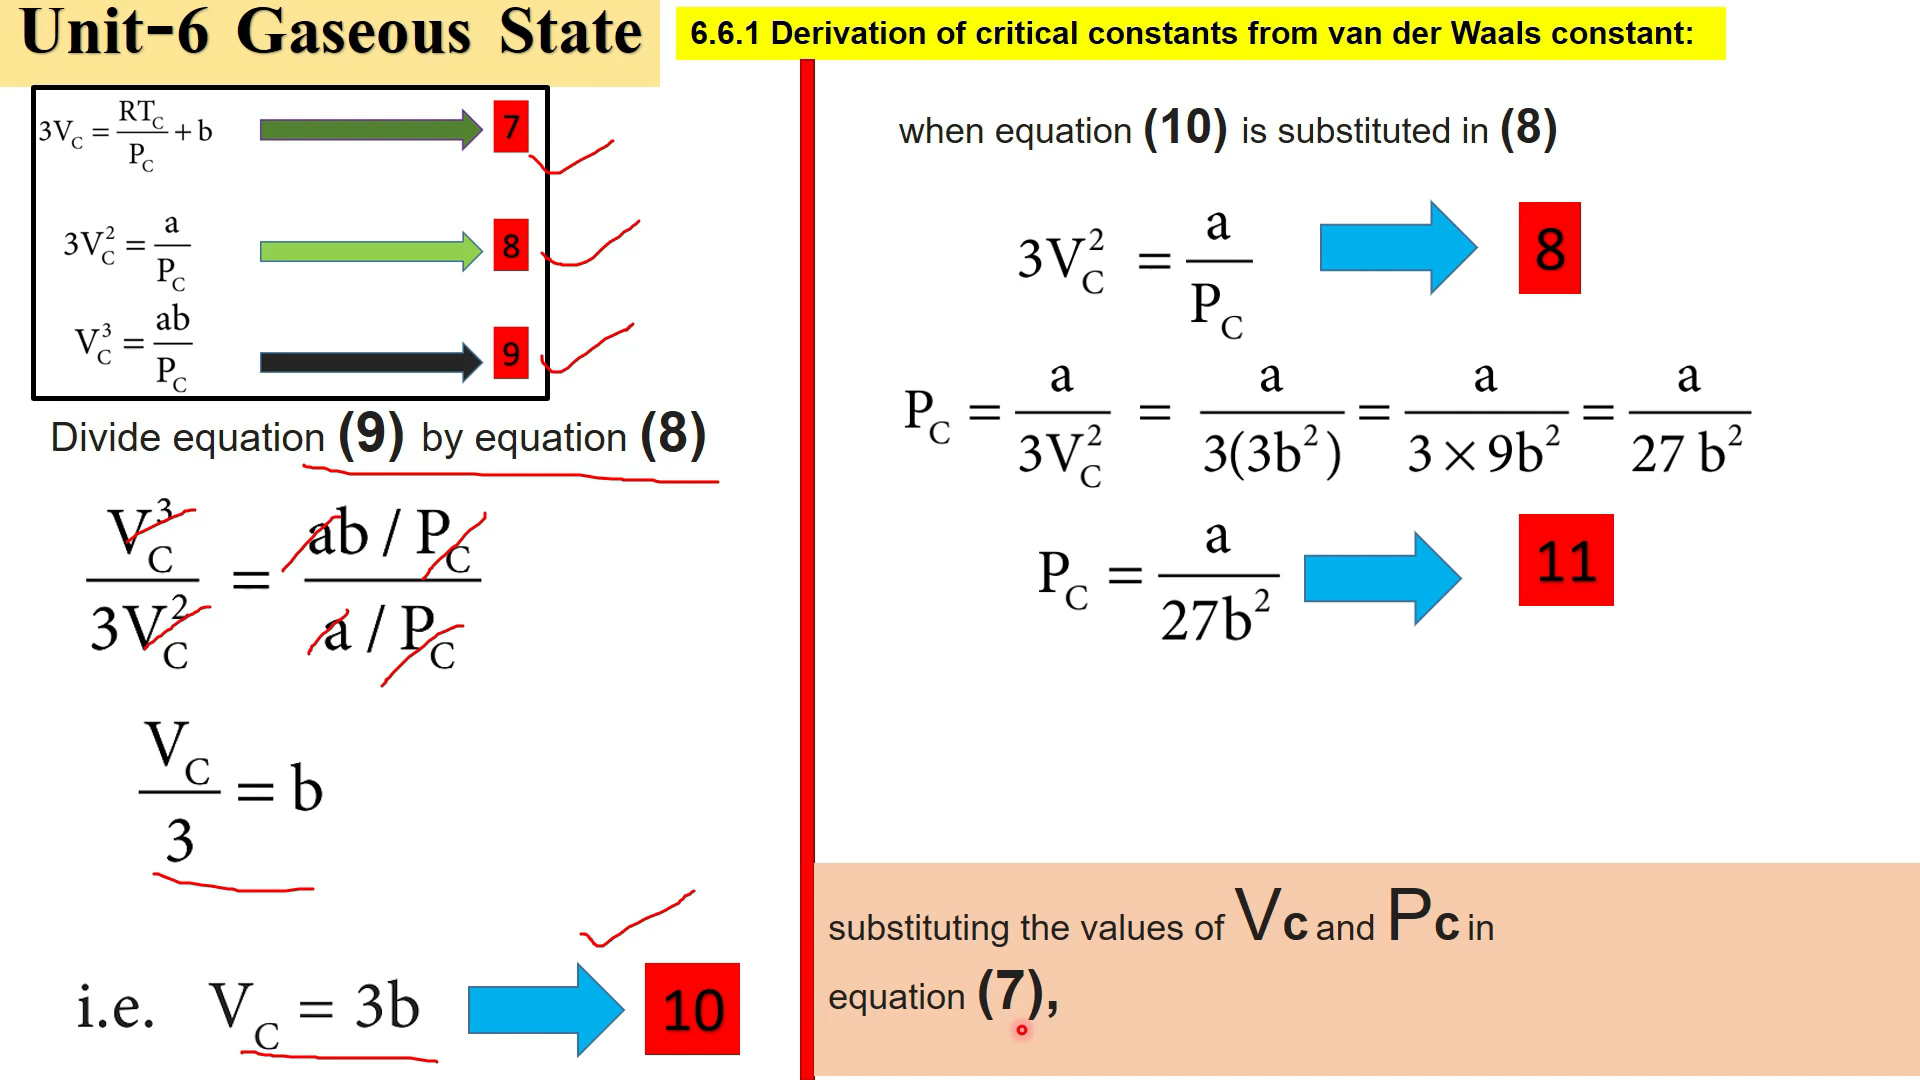 Unit-6 Gaseous State
6.6.1 Derivation of critical constants from van der Waals constant:
3V_C = RT_C / P_C + b
7
3V_C^2 = a / P_C
8
V_C^3 = ab / P_C
9
Divide equation (9) by equation (8)
V_C^3 / 3V_C^2 = ab / P_C / a / P_C
V_C / 3 = b
i.e. V_C = 3b
10
when equation (10) is substituted in (8)
3V_C^2 = a / P_C
8
P_C = a / 3V_C^2 = a / 3(3b^2) = a / 3 × 9b^2 = a / 27 b^2
P_C = a / 27b^2
11
substituting the values of Vc and Pc in
equation (7),